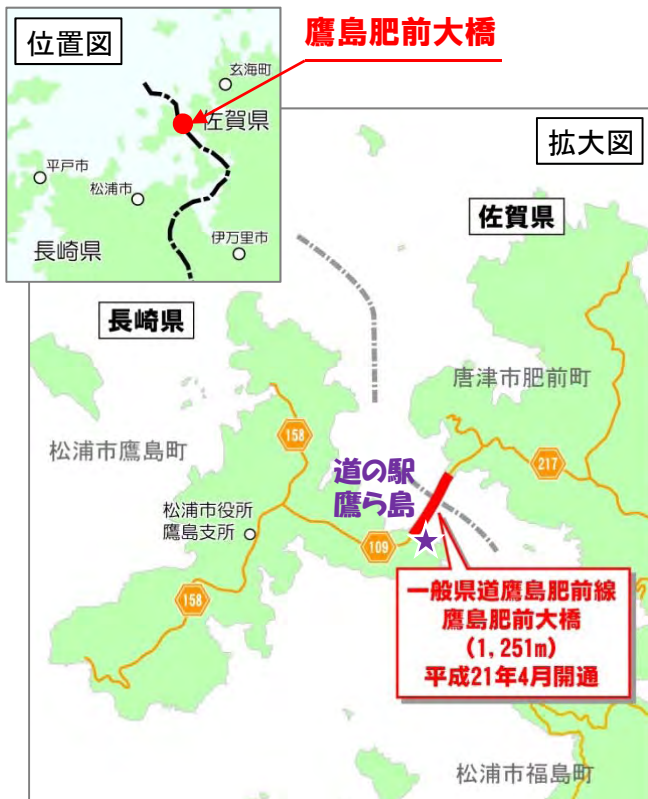 位置図
鷹島肥前大橋
玄海町
佐賀県
平戸市
松浦市
長崎県
伊万里市
拡大図
佐賀県
長崎県
唐津市肥前町
松浦市鷹島町
158
217
道の駅
鷹ら島
松浦市役所
鷹島支所
109
158
一般県道鷹島肥前線
鷹島肥前大橋
(1,251m)
平成21年4月開通
松浦市福島町